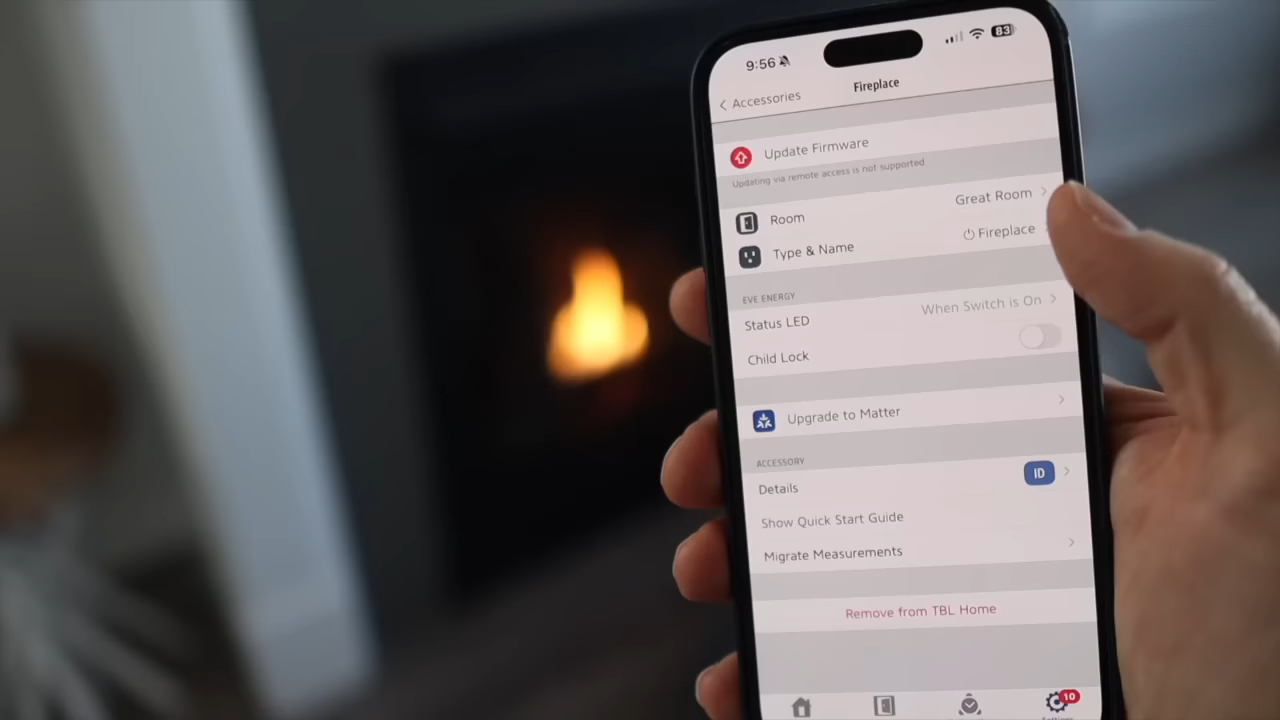 9:56
83
Accessories
Fireplace
Update Firmware
Updating via remote access is not supported
Room
Great Room
Type & Name
Fireplace
EVE ENERGY
Status LED
When Switch is On
Child Lock
Upgrade to Matter
ACCESSORY
Details
ID
Show Quick Start Guide
Migrate Measurements
Remove from TBL Home
10
Settings